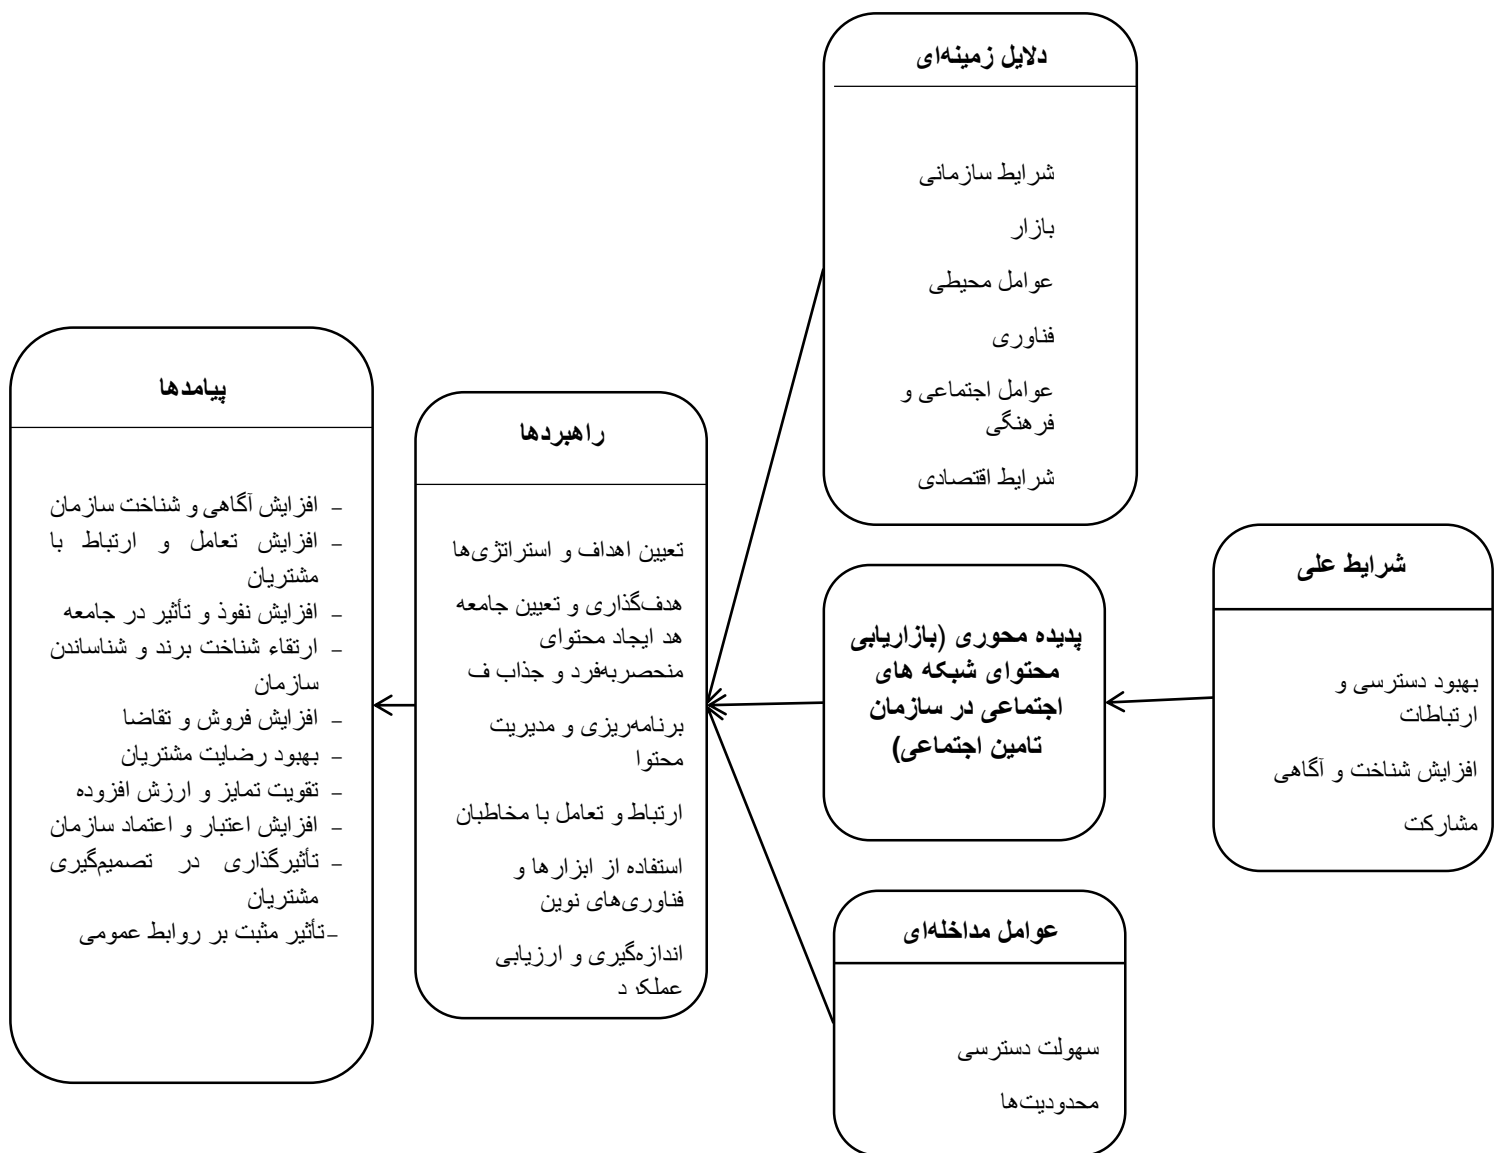 دلایل زمینه‌ای
شرایط سازمانی
بازار
عوامل محیطی
فناوری
عوامل اجتماعی و
فرهنگی
شرایط اقتصادی
شرایط علی
بهبود دسترسی و
ارتباطات
افزایش شناخت و آگاهی
مشارکت
پدیده محوری (بازاریابی
محتوای شبکه های
اجتماعی در سازمان
تامین اجتماعی)
عوامل مداخله‌ای
سهولت دسترسی
محدودیت‌ها
راهبردها
تعیین اهداف و استراتژی‌ها
هدف‌گذاری و تعیین جامعه
هد ایجاد محتوای
منحصربه‌فرد و جذاب ف
برنامه‌ریزی و مدیریت
محتوا
ارتباط و تعامل با مخاطبان
استفاده از ابزارها و
فناوری‌های نوین
اندازه‌گیری و ارزیابی
عملکرد
پیامدها
- افزایش آگاهی و شناخت سازمان
- افزایش تعامل و ارتباط با
مشتریان
- افزایش نفوذ و تأثیر در جامعه
- ارتقاء شناخت برند و شناساندن
سازمان
- افزایش فروش و تقاضا
- بهبود رضایت مشتریان
- تقویت تمایز و ارزش افزوده
- افزایش اعتبار و اعتماد سازمان
- تأثیرگذاری در تصمیم‌گیری
مشتریان
-تأثیر مثبت بر روابط عمومی